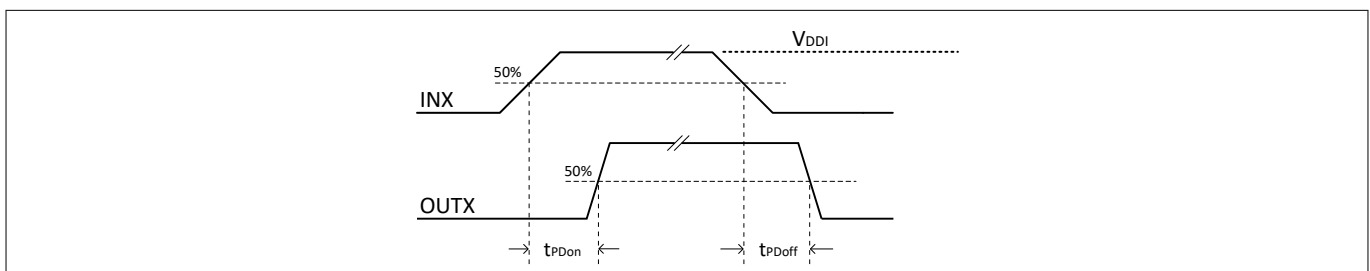 VDDI
50%
INX
50%
OUTX
tPDon
tPDoff